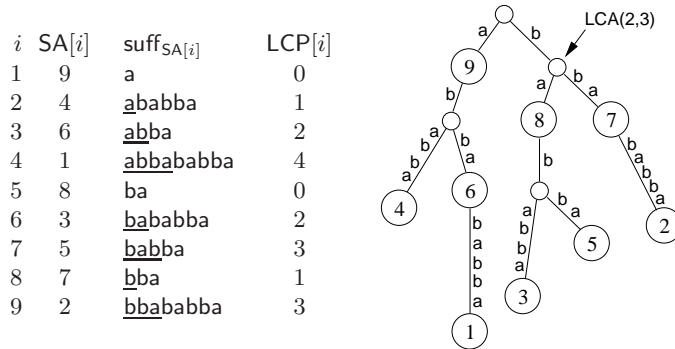 i SA[i] suff_SA[i] LCP[i]
1 9 a 0
2 4 ababba 1
3 6 abba 2
4 1 abbababba 4
5 8 ba 0
6 3 bababba 2
7 5 babba 3
8 7 bba 1
9 2 bbababba 3
LCA(2,3)
a b
9
a b a
b
8 7
b a b b a
4
b a
6
b
b a b b a
2
a b b a
3
b a
5
b a b b a
1